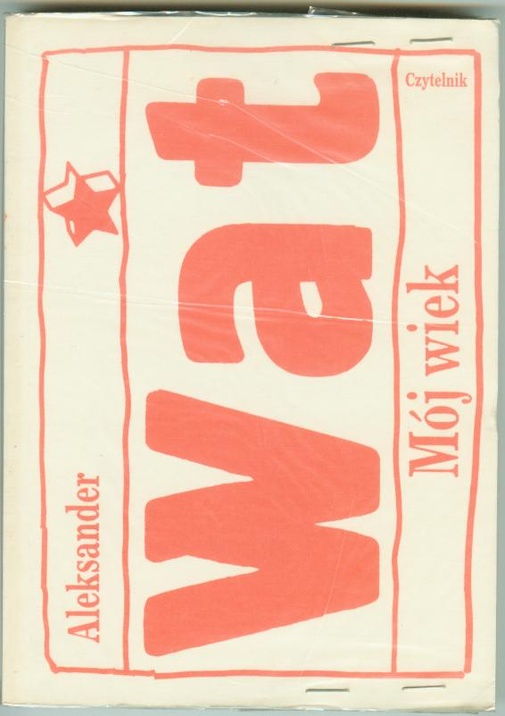 Aleksander
Wat
Mój wiek
Czytelnik